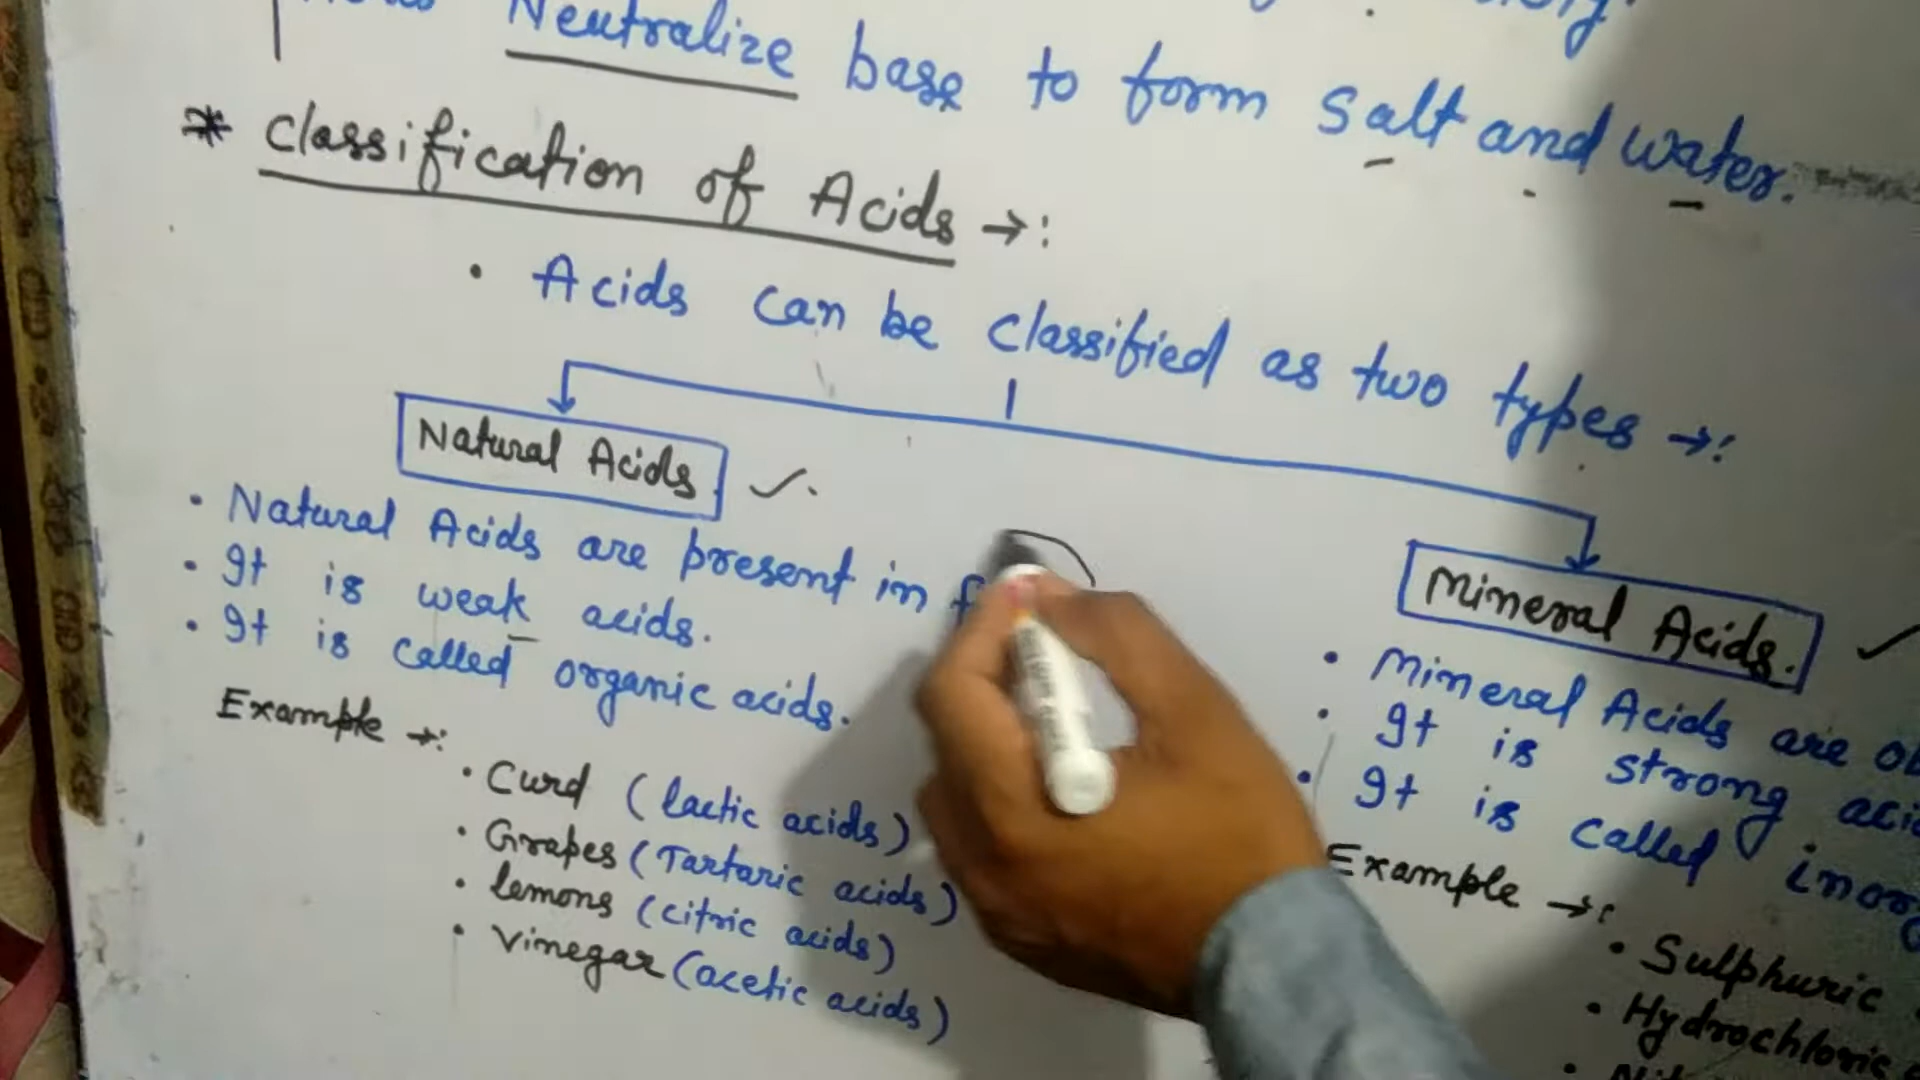 Neutralize base to form Salt and water.
* Classification of Acids →:
• Acids can be classified as two types →:
Natural Acids
• Natural Acids are present in
• It is weak acids.
• It is called organic acids.
Example →:
• Curd (lactic acids)
• Grapes (Tartaric acids)
• lemons (citric acids)
• Vinegar (acetic acids)
Mineral Acids.
• Mineral Acids are
• It is strong
• It is called
Example →:
• Sulphuric
• Hydrochloric